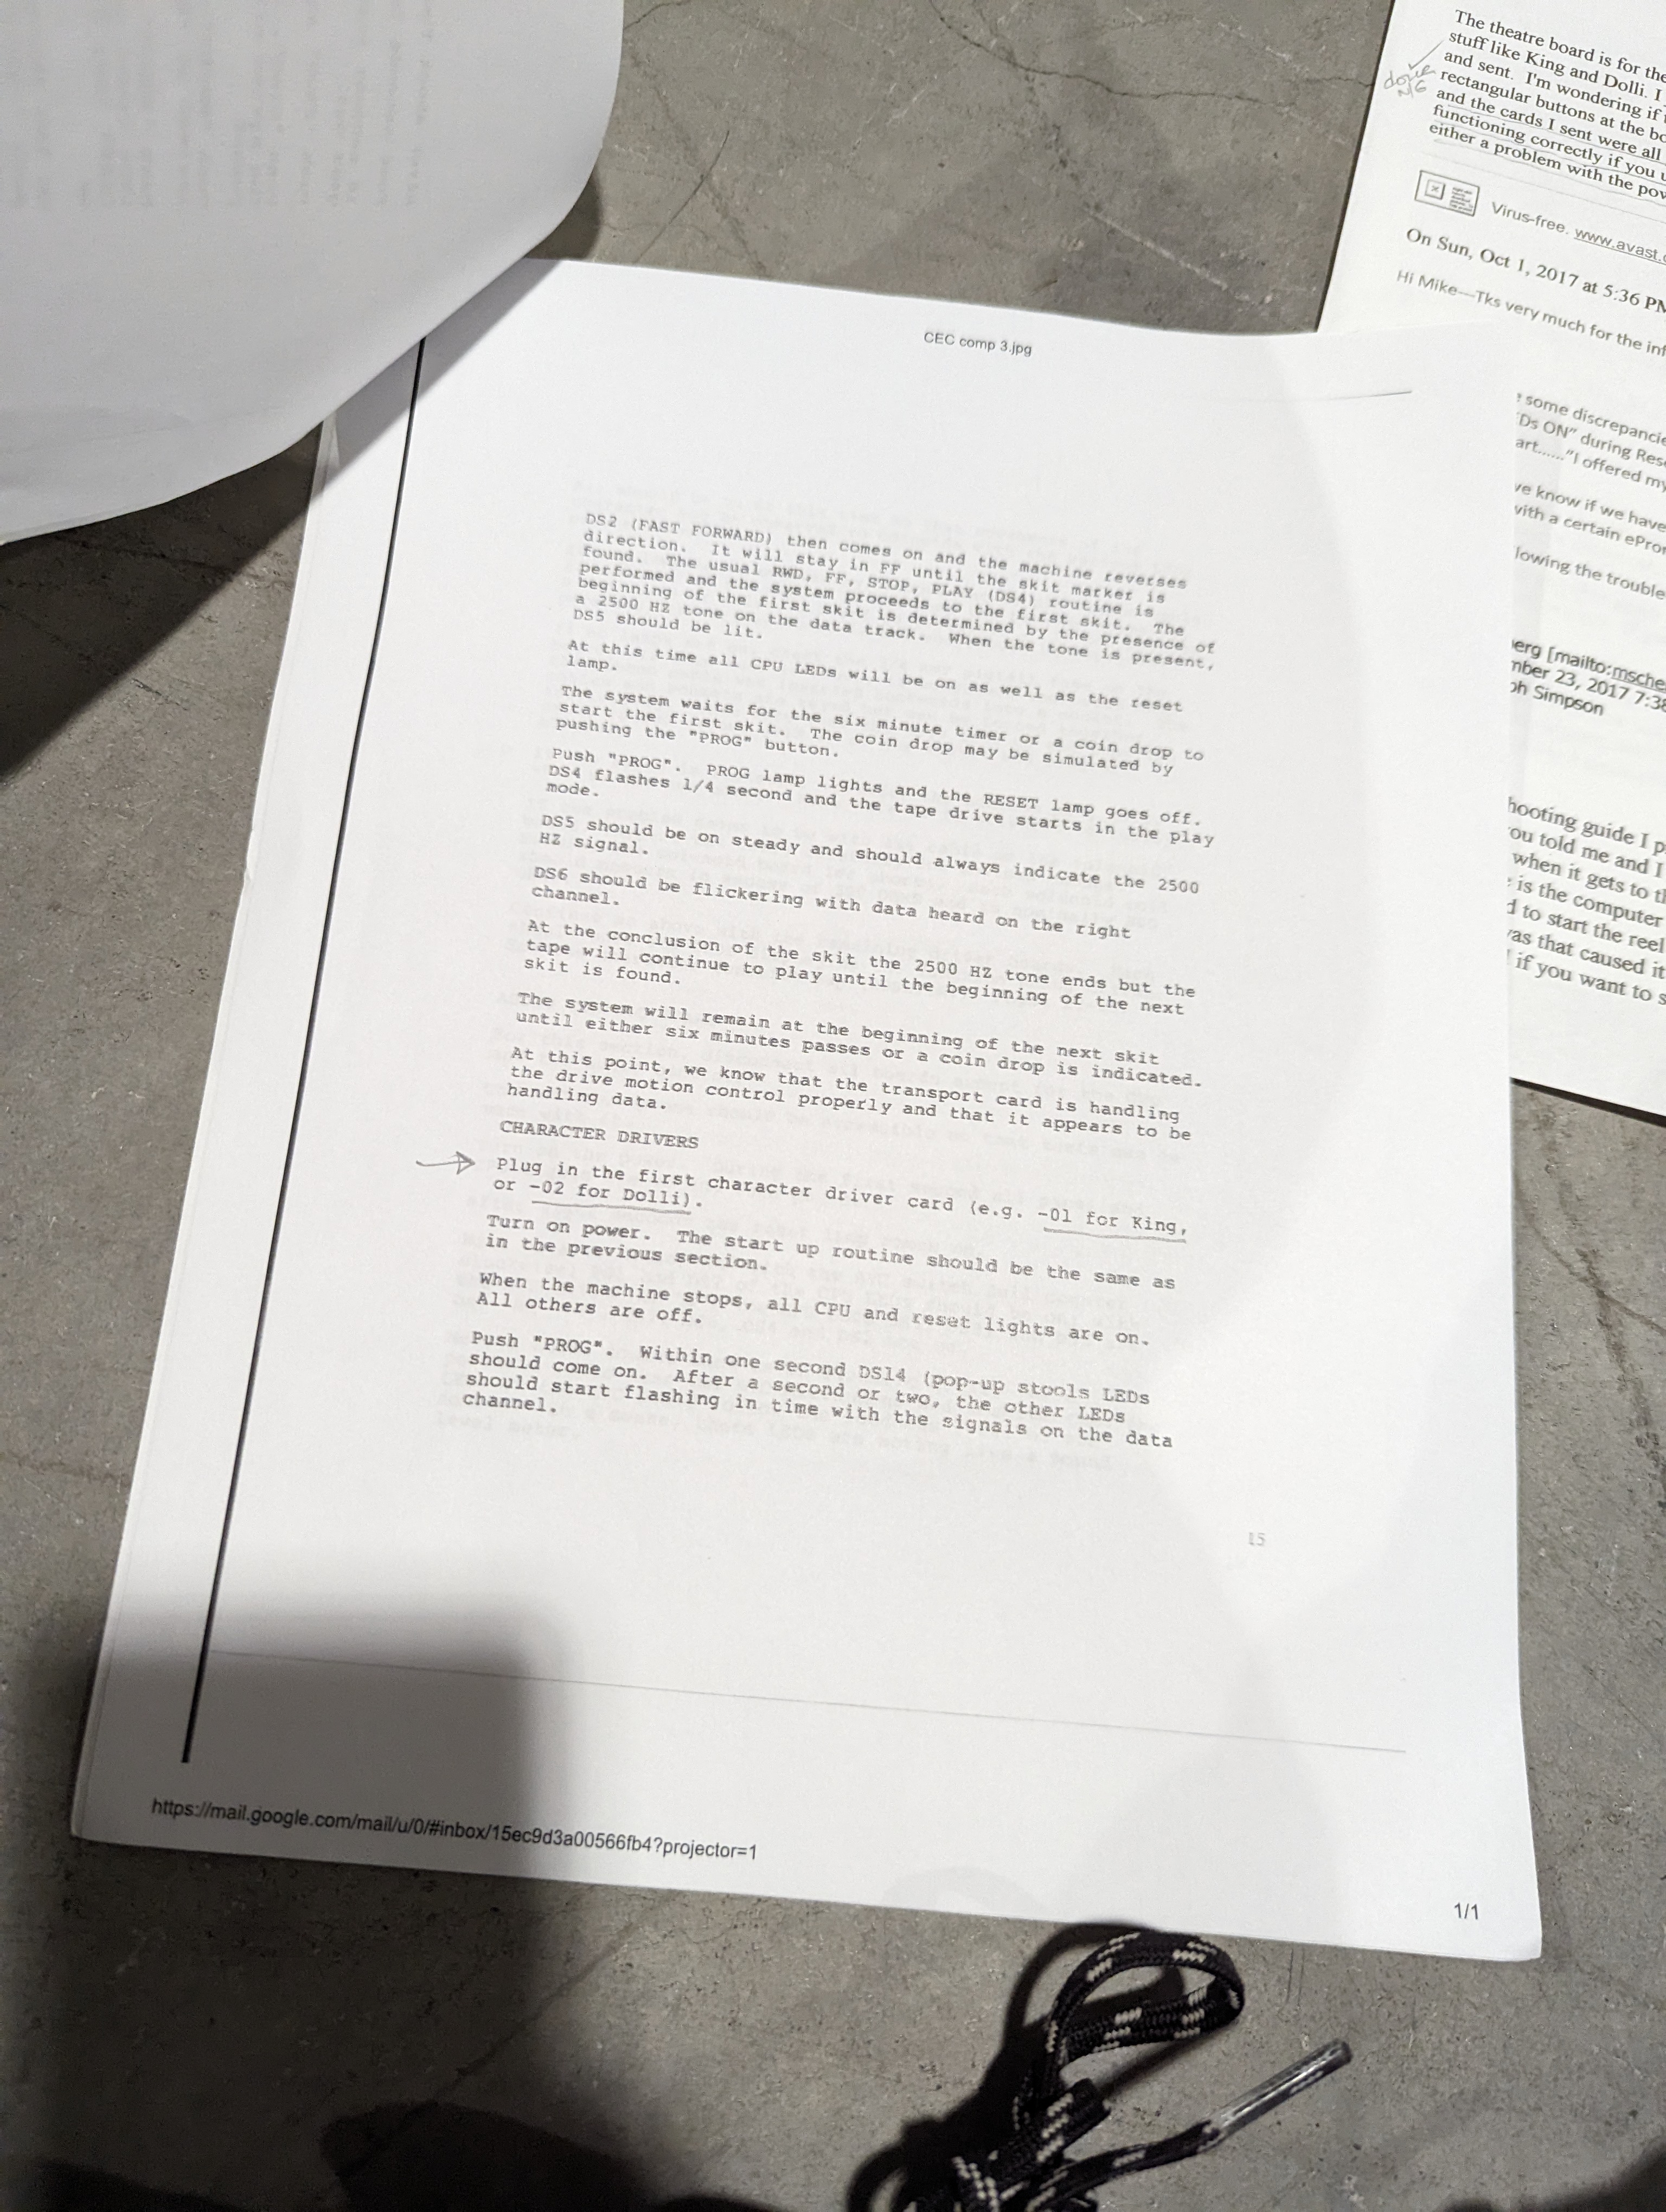 CEC comp 3.jpg
DS2 (FAST FORWARD) then comes on and the machine reverses
direction.  It will stay in FF until the skit marker is
found.  The usual RWD, FF, STOP, PLAY (DS4) routine is
performed and the system proceeds to the first skit.  The
beginning of the first skit is determined by the presence of
a 2500 HZ tone on the data track.  When the tone is present,
DS5 should be lit.
At this time all CPU LEDs will be on as well as the reset
lamp.
The system waits for the six minute timer or a coin drop to
start the first skit.  The coin drop may be simulated by
pushing the "PROG" button.
Push "PROG".  PROG lamp lights and the RESET lamp goes off.
DS4 flashes 1/4 second and the tape drive starts in the play
mode.
DS5 should be on steady and should always indicate the 2500
HZ signal.
DS6 should be flickering with data heard on the right
channel.
At the conclusion of the skit the 2500 HZ tone ends but the
tape will continue to play until the beginning of the next
skit is found.
The system will remain at the beginning of the next skit
until either six minutes passes or a coin drop is indicated.
At this point, we know that the transport card is handling
the drive motion control properly and that it appears to be
handling data.
CHARACTER DRIVERS
Plug in the first character driver card (e.g. -01 for King,
or -02 for Dolli).
Turn on power.  The start up routine should be the same as
in the previous section.
When the machine stops, all CPU and reset lights are on.
All others are off.
Push "PROG".  Within one second DS14 (pop-up stools LEDs
should come on.  After a second or two, the other LEDs
should start flashing in time with the signals on the data
channel.
15
https://mail.google.com/mail/u/0/#inbox/15ec9d3a00566fb4?projector=1
1/1
The theatre board is for the
stuff like King and Dolli. I
and sent. I'm wondering if
rectangular buttons at the
and the cards I sent were all
functioning correctly if you
either a problem with the
done
N/G
Virus-free. www.avast.
On Sun, Oct 1, 2017 at 5:36 PM
Hi Mike—Tks very much for the
some discrepancie
Ds ON" during
art......"I offered my
know if we have
with a certain
lowing the trouble
[mailto:
23, 2017
Simpson
hooting guide I
you told me and I
when it gets to
is the computer
to start the reel
was that caused it
if you want to